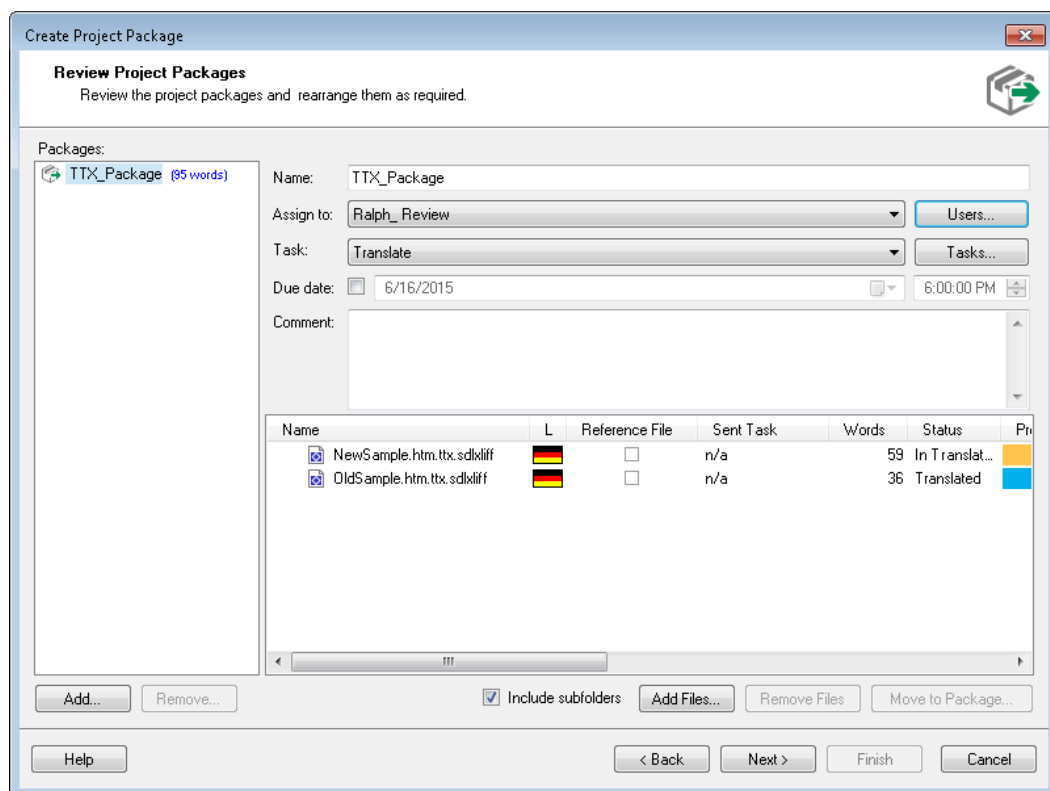 Create Project Package
Review Project Packages
Review the project packages and rearrange them as required.
Packages:
TTX_Package (95 words)
Name: TTX_Package
Assign to: Ralph_ Review Users...
Task: Translate Tasks...
Due date: 6/16/2015 6:00:00 PM
Comment:
Name L Reference File Sent Task Words Status Pri
NewSample.htm.ttx.sdlxliff n/a 59 In Translat...
OldSample.htm.ttx.sdlxliff n/a 36 Translated
Add... Remove... Include subfolders Add Files... Remove Files Move to Package...
Help < Back Next > Finish Cancel